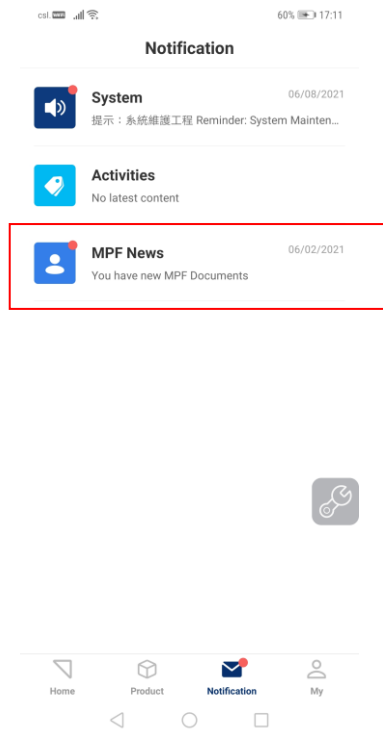 csl. 60% 17:11
Notification
System 06/08/2021
提示：系統維護工程 Reminder: System Mainten...
Activities
No latest content
MPF News 06/02/2021
You have new MPF Documents
Home Product Notification My